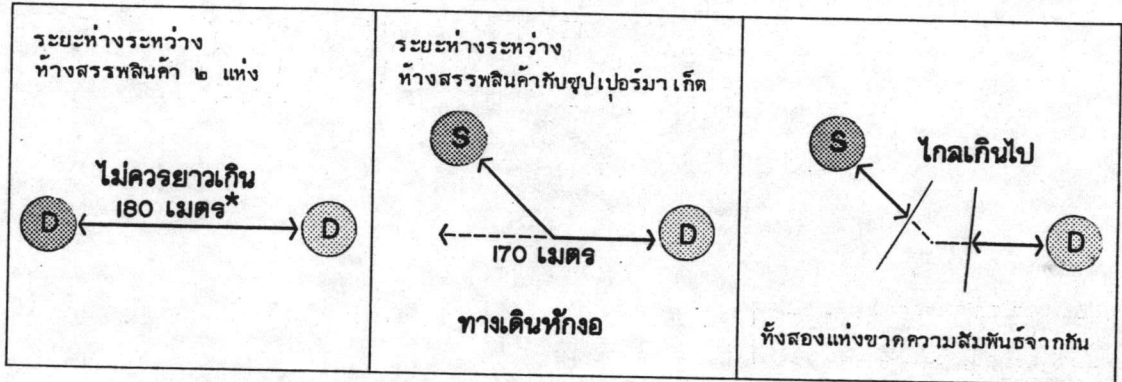 ระยะห่างระหว่าง
ห้างสรรพสินค้า ๒ แห่ง
ไม่ควรยาวเกิน
180 เมตร*
D
D
ระยะห่างระหว่าง
ห้างสรรพสินค้ากับซุปเปอร์มาเก็ต
S
D
170 เมตร
ทางเดินหักงอ
S
ไกลเกินไป
D
ทั้งสองแห่งขาดความสัมพันธ์จากกัน